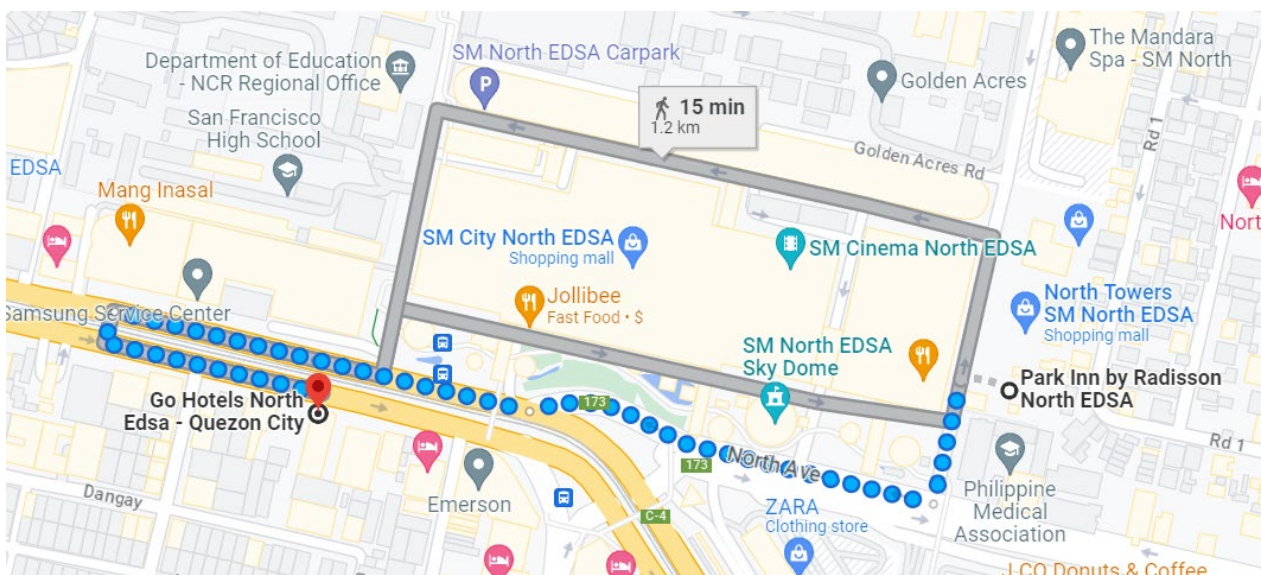 Department of Education
- NCR Regional Office
SM North EDSA Carpark
The Mandara
Spa - SM North
Golden Acres
15 min
1.2 km
San Francisco
High School
Golden Acres Rd
Rd 1
EDSA
Mang Inasal
Nort
SM City North EDSA
Shopping mall
SM Cinema North EDSA
Jollibee
Fast Food • $
Samsung Service Center
North Towers
SM North EDSA
Shopping mall
SM North EDSA
Sky Dome
Park Inn by Radisson
North EDSA
Go Hotels North
Edsa - Quezon City
173
Rd 1
173
North Ave
Dangay
Emerson
C-4
ZARA
Clothing store
Philippine
Medical
Association
J.CO Donuts & Coffee
P